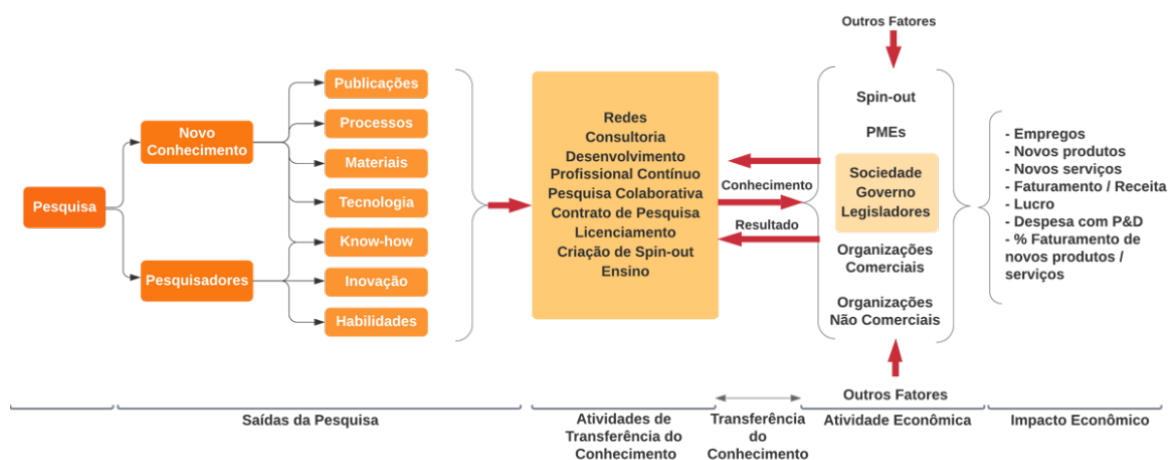 Pesquisa
Novo
Conhecimento
Pesquisadores
Publicações
Processos
Materiais
Tecnologia
Know-how
Inovação
Habilidades
Redes
Consultoria
Desenvolvimento
Profissional Contínuo
Pesquisa Colaborativa
Contrato de Pesquisa
Licenciamento
Criação de Spin-out
Ensino
Conhecimento
Resultado
Outros Fatores
Spin-out
PMEs
Sociedade
Governo
Legisladores
Organizações
Comerciais
Organizações
Não Comerciais
Outros Fatores
- Empregos
- Novos produtos
- Novos serviços
- Faturamento / Receita
- Lucro
- Despesa com P&D
- % Faturamento de
novos produtos /
serviços
Saídas da Pesquisa
Atividades de
Transferência do
Conhecimento
Transferência
do
Conhecimento
Atividade Econômica
Impacto Econômico